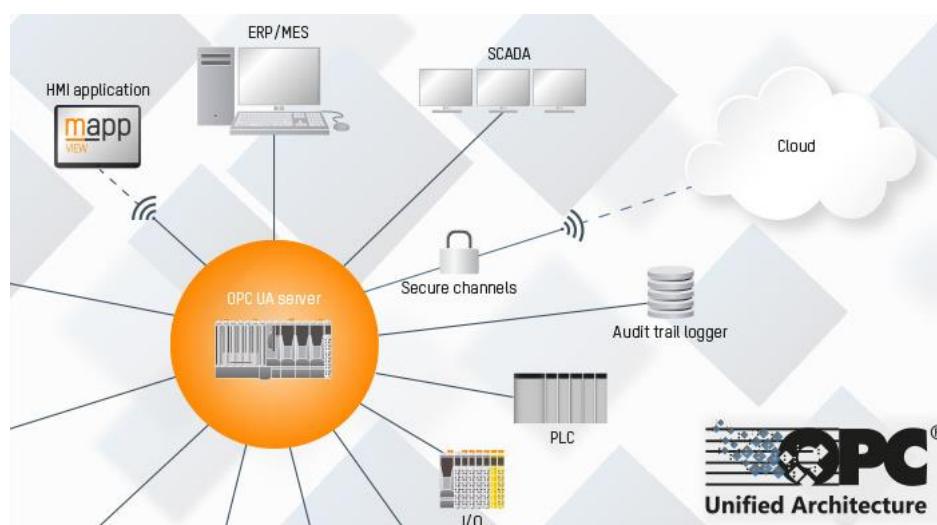 ERP/MES
SCADA
HMI application
mapp
VIEW
Cloud
Secure channels
OPC UA server
Audit trail logger
PLC
I/O
OPC®
Unified Architecture